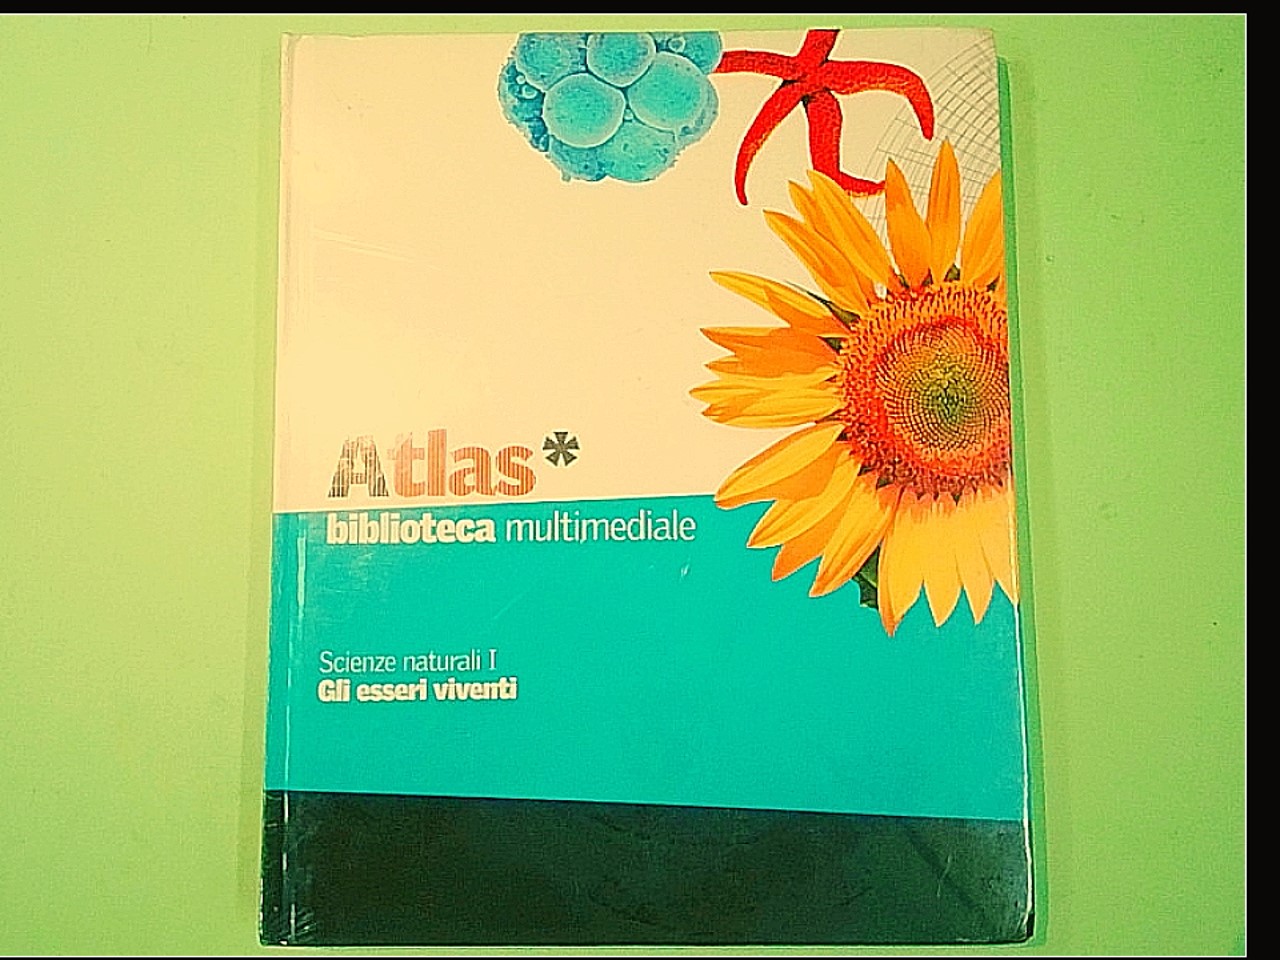 Atlas*
biblioteca multimediale
Scienze naturali I
Gli esseri viventi